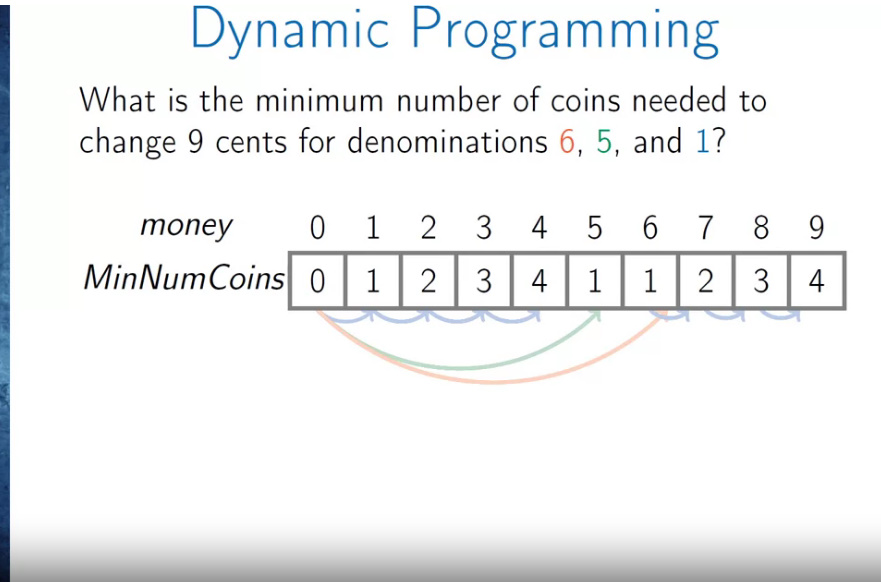 Dynamic Programming
What is the minimum number of coins needed to
change 9 cents for denominations 6, 5, and 1?
money 0 1 2 3 4 5 6 7 8 9
MinNumCoins 0 1 2 3 4 1 1 2 3 4